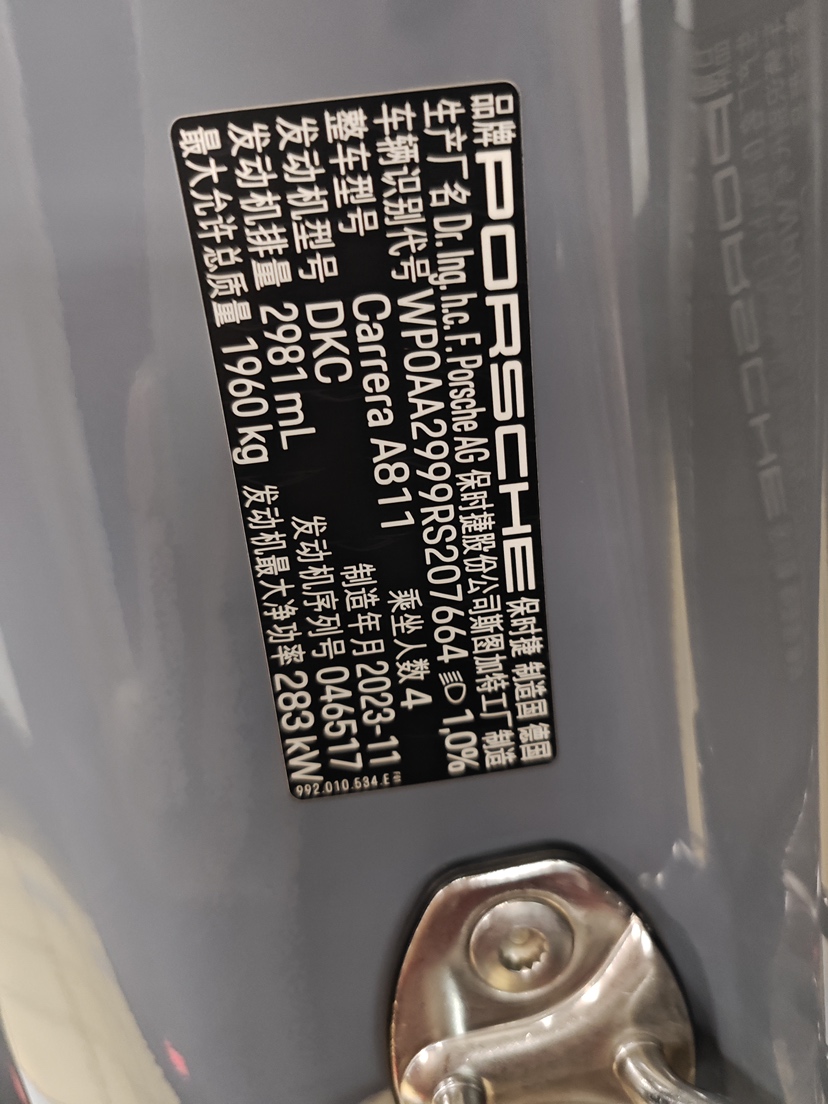 品牌 PORSCHE 保时捷 制造国 德国
生产厂名 Dr. Ing. h.c. F. Porsche AG 保时捷股份公司斯图加特工厂 制造
车辆识别代号 WP0AA2999RS207664 1,0%
整车型号 Carrera A811 乘坐人数 4
发动机型号 DKC 制造年月 2023-11
发动机排量 2981 mL 发动机序列号 046517
最大允许总质量 1960 kg 发动机最大净功率 283 kW
992.010.534.E